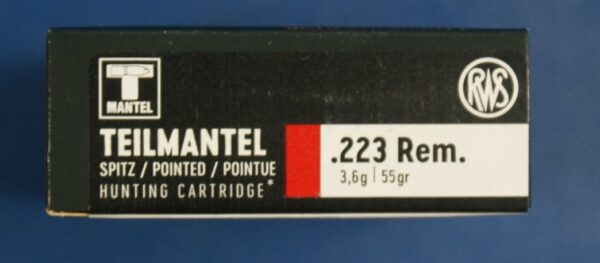 MANTEL
RWS
TEILMANTEL
SPITZ / POINTED / POINTUE
HUNTING CARTRIDGE*
.223 Rem.
3,6g | 55gr